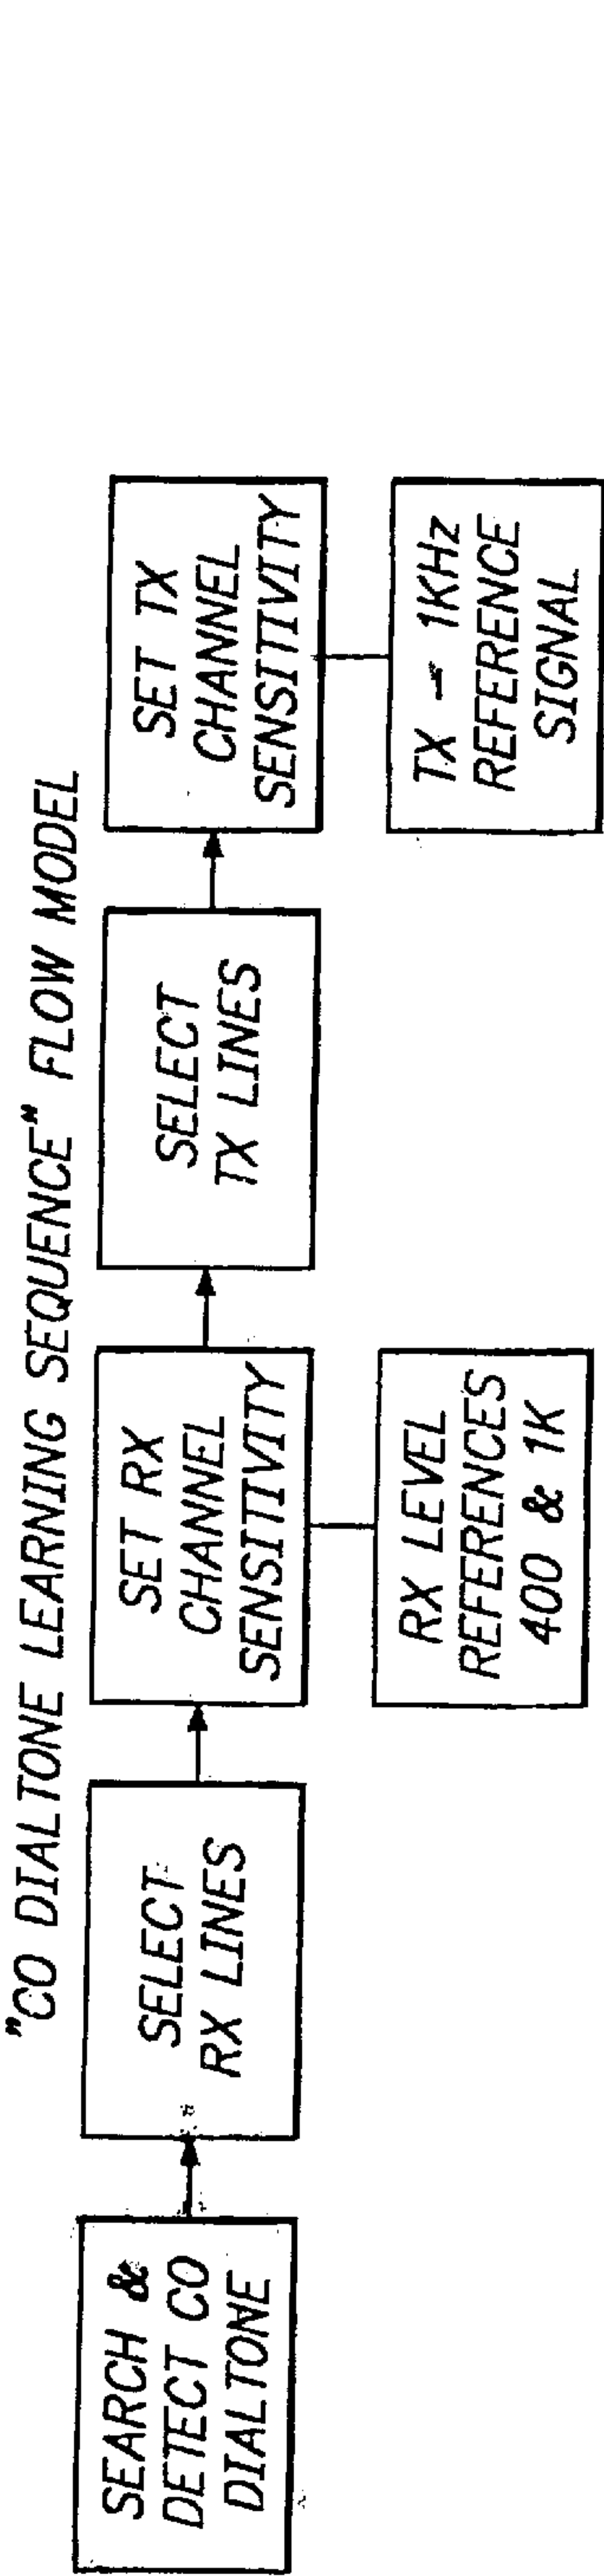 "CO DIALTONE LEARNING SEQUENCE" FLOW MODEL
SEARCH &
DETECT CO
DIALTONE
SELECT
RX LINES
SET RX
CHANNEL
SENSITIVITY
RX LEVEL
REFERENCES
400 & 1K
SELECT
TX LINES
SET TX
CHANNEL
SENSITIVITY
TX - 1KHz
REFERENCE
SIGNAL